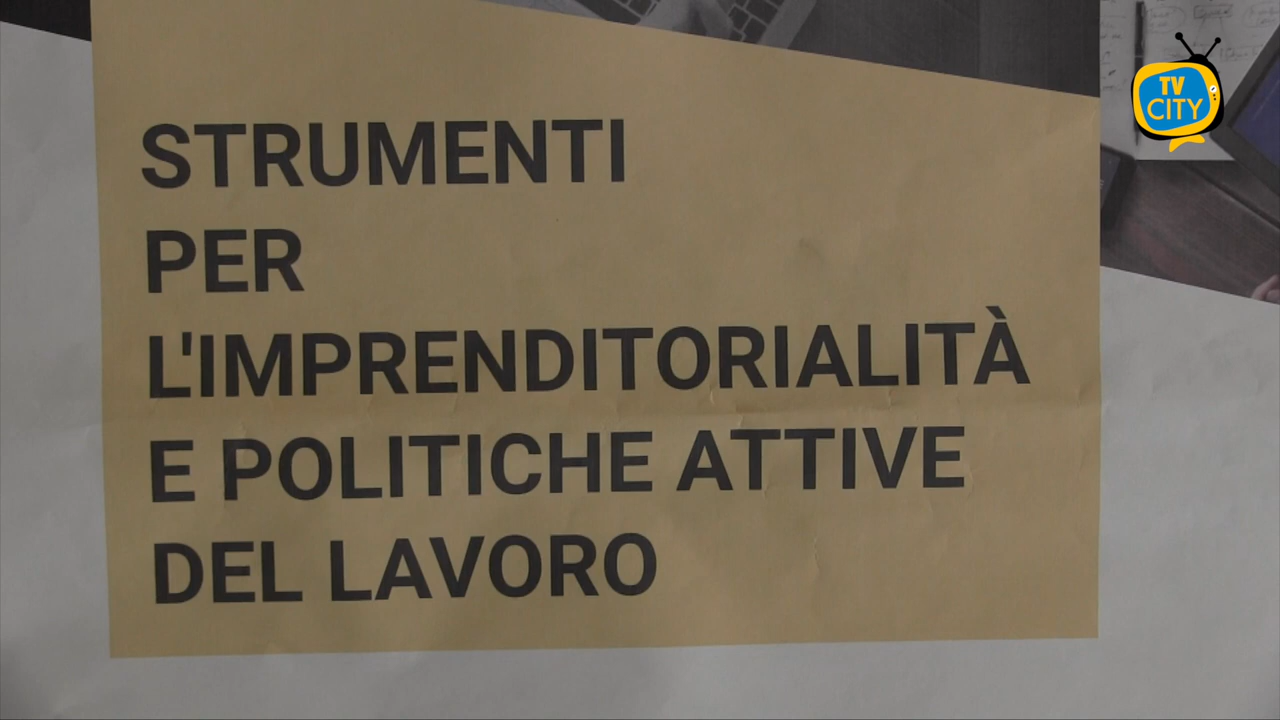 STRUMENTI
PER
L'IMPRENDITORIALITÀ
E POLITICHE ATTIVE
DEL LAVORO
TV
CITY